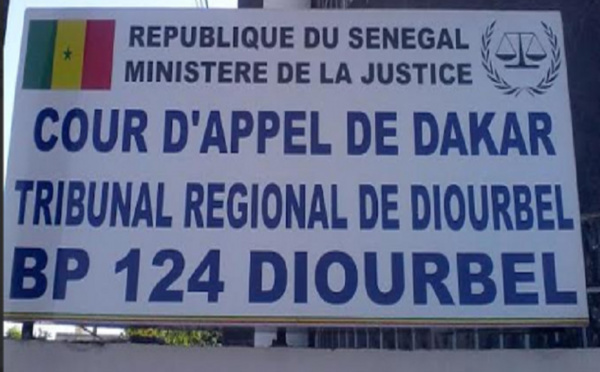 REPUBLIQUE DU SENEGAL
MINISTERE DE LA JUSTICE
COUR D'APPEL DE DAKAR
TRIBUNAL REGIONAL DE DIOURBEL
BP 124 DIOURBEL